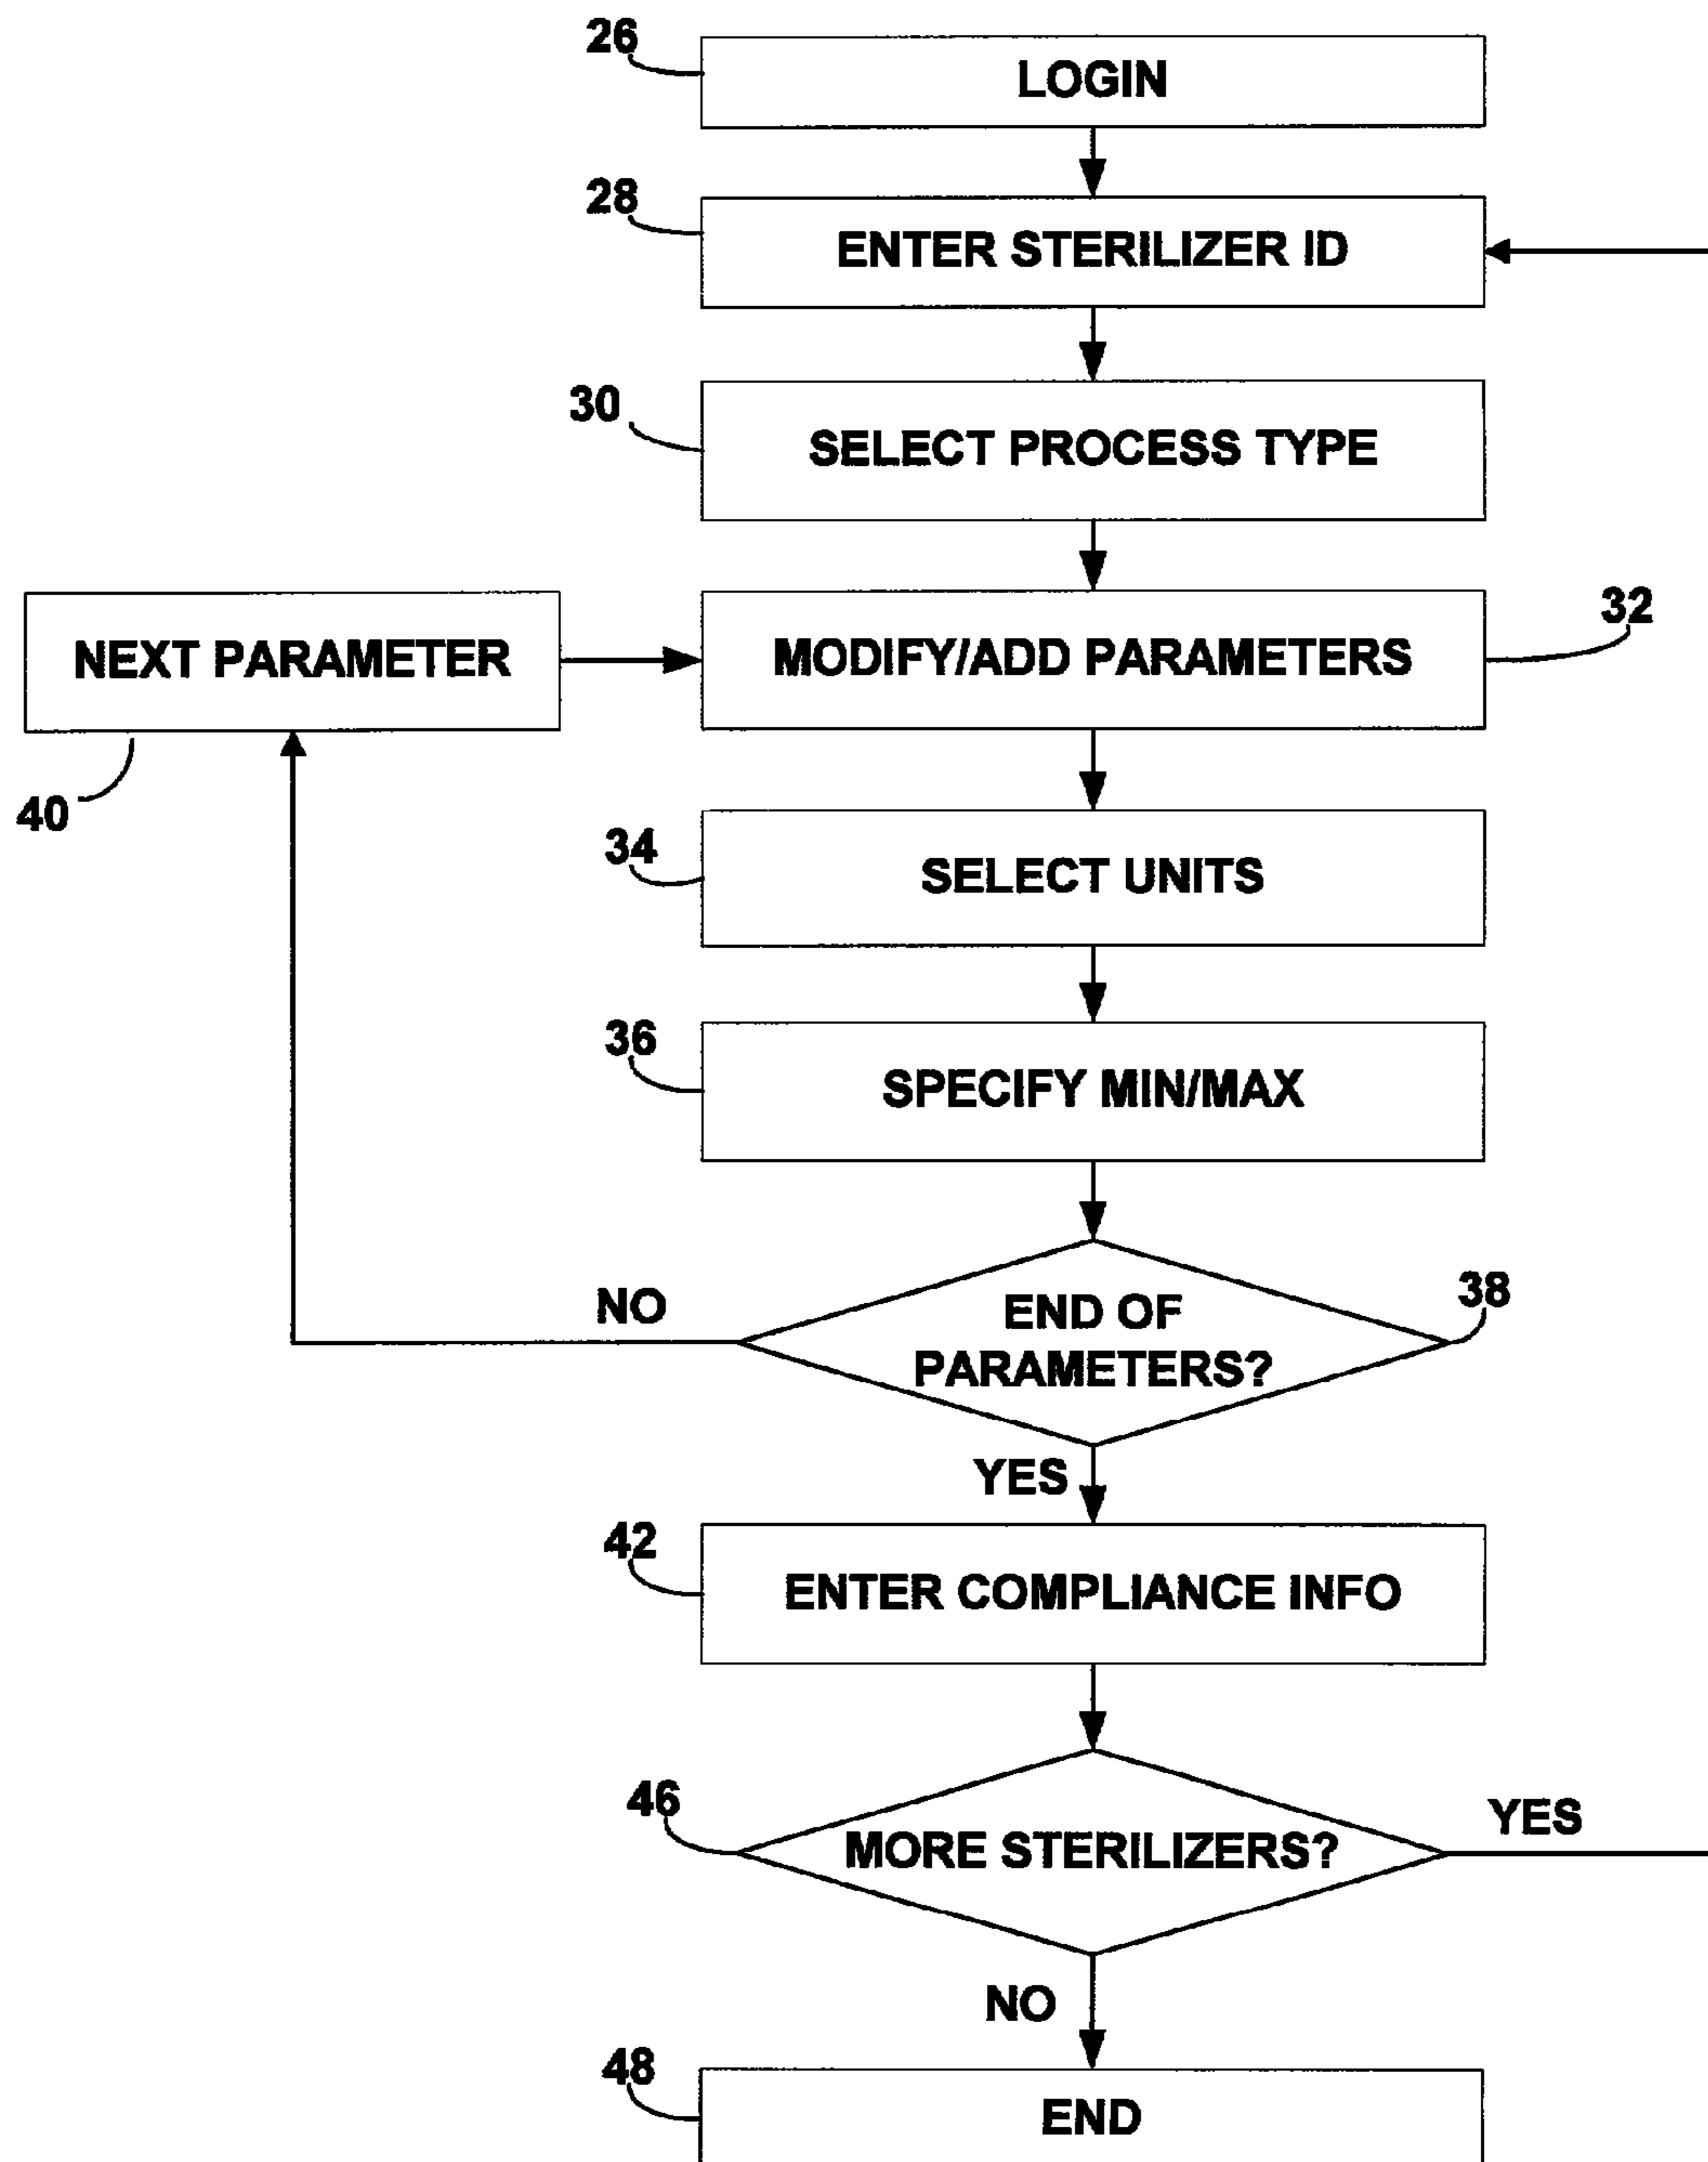 26
LOGIN
28
ENTER STERILIZER ID
30
SELECT PROCESS TYPE
32
NEXT PARAMETER
MODIFY/ADD PARAMETERS
40
34
SELECT UNITS
36
SPECIFY MIN/MAX
38
NO
END OF
PARAMETERS?
YES
42
ENTER COMPLIANCE INFO
46
MORE STERILIZERS?
YES
NO
48
END